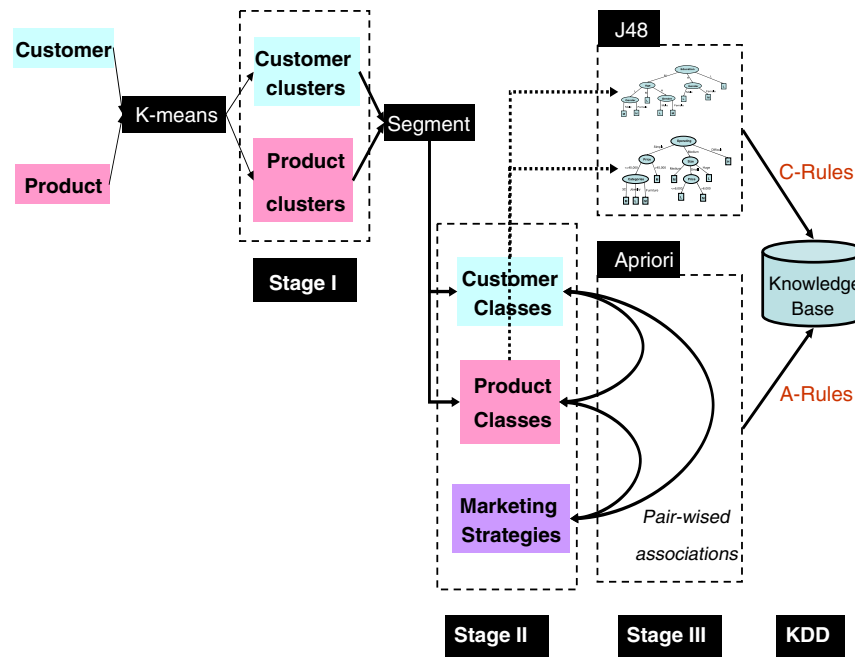 J48
Customer
Customer
clusters
K-means
Segment
Product
Product
clusters
C-Rules
Stage I
Apriori
Customer
Classes
Knowledge
Base
Product
Classes
A-Rules
Marketing
Strategies
Pair-wised
associations
Stage II
Stage III
KDD